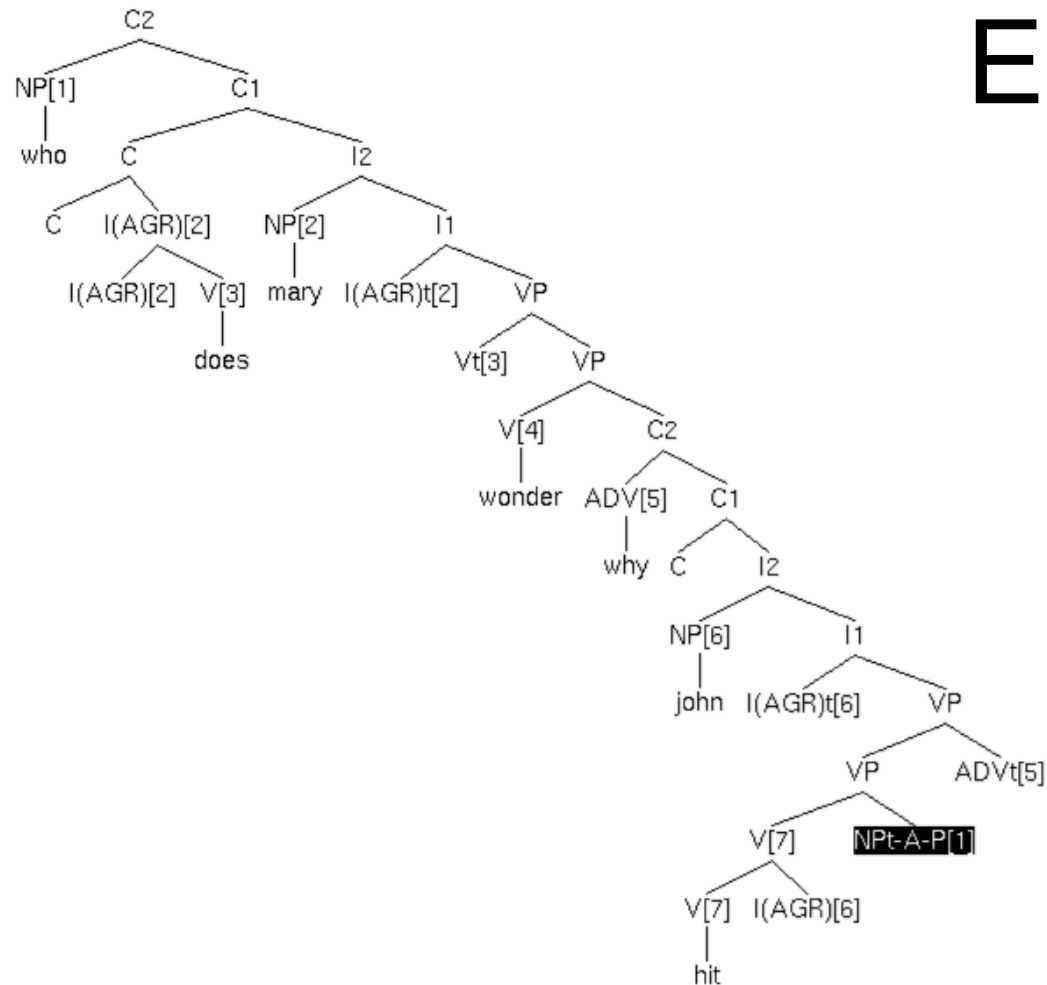 C2
E
NP[1] C1
who C I2
C I(AGR)[2] NP[2] I1
I(AGR)[2] V[3] mary I(AGR)t[2] VP
does Vt[3] VP
V[4] C2
wonder ADV[5] C1
why C I2
NP[6] I1
john I(AGR)t[6] VP
VP ADVt[5]
V[7] NPt-A-P[1]
V[7] I(AGR)[6]
hit